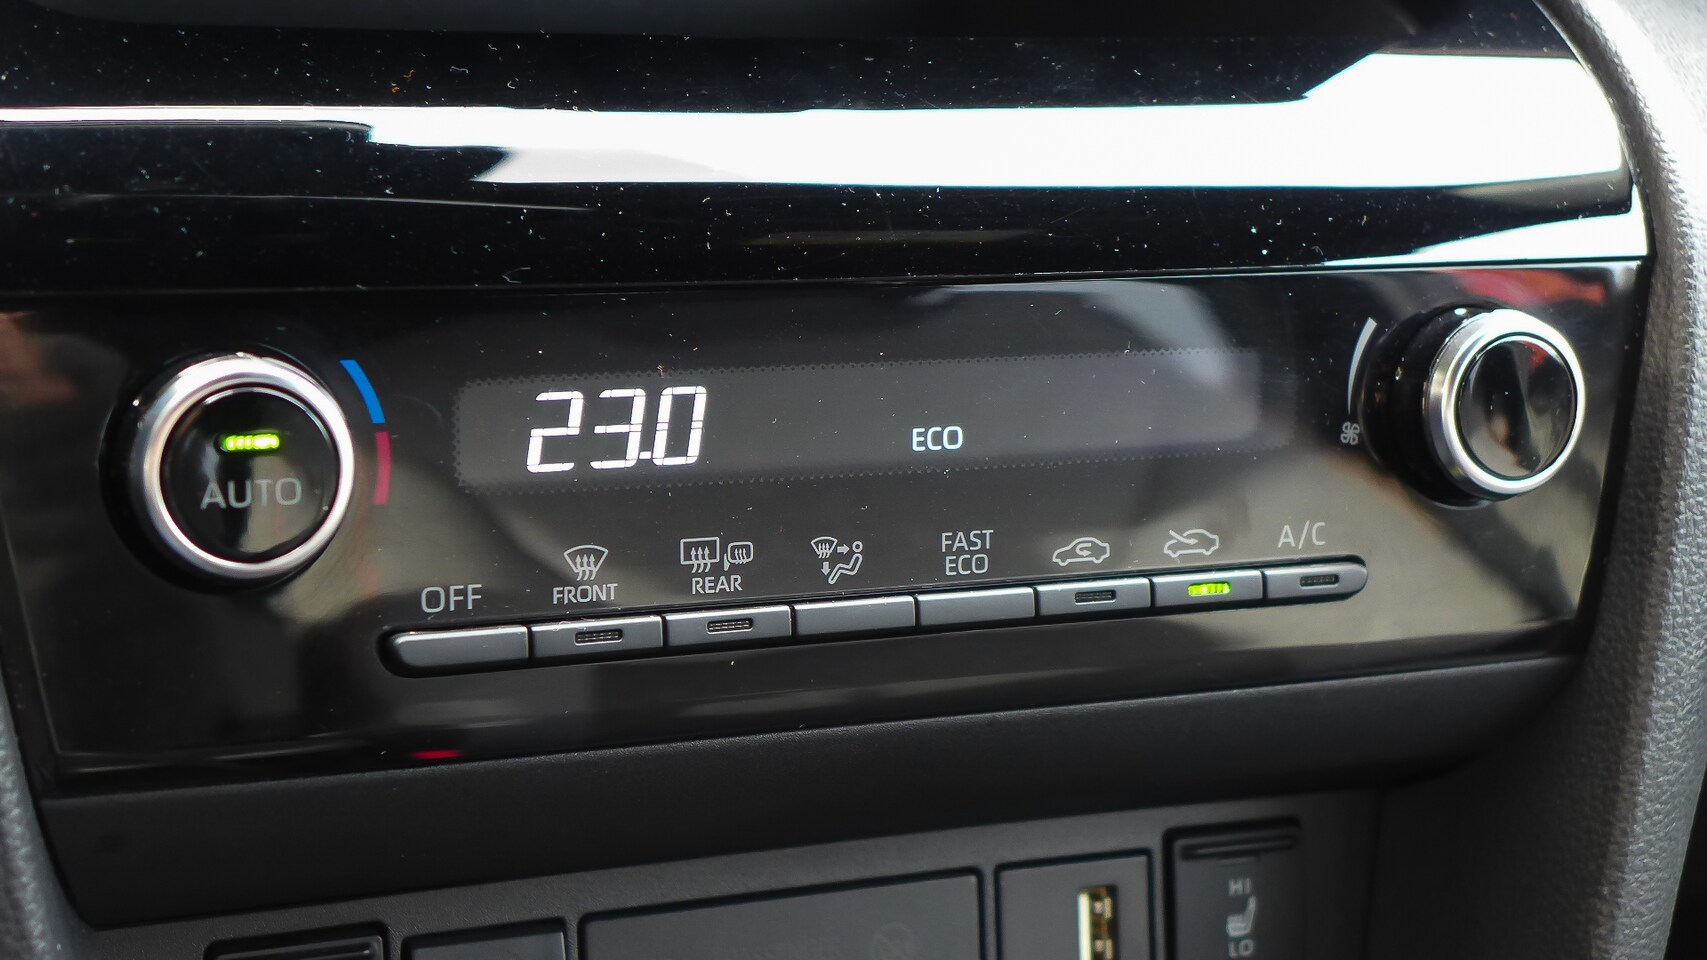 23.0
ECO
AUTO
OFF
FRONT
REAR
FAST
ECO
A/C
HI
LO